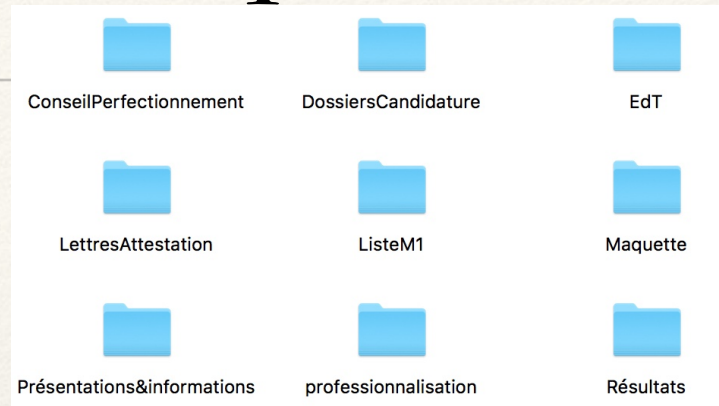 ConseilPerfectionnement DossiersCandidature EdT
LettresAttestation ListeM1 Maquette
Présentations&informations professionnalisation Résultats